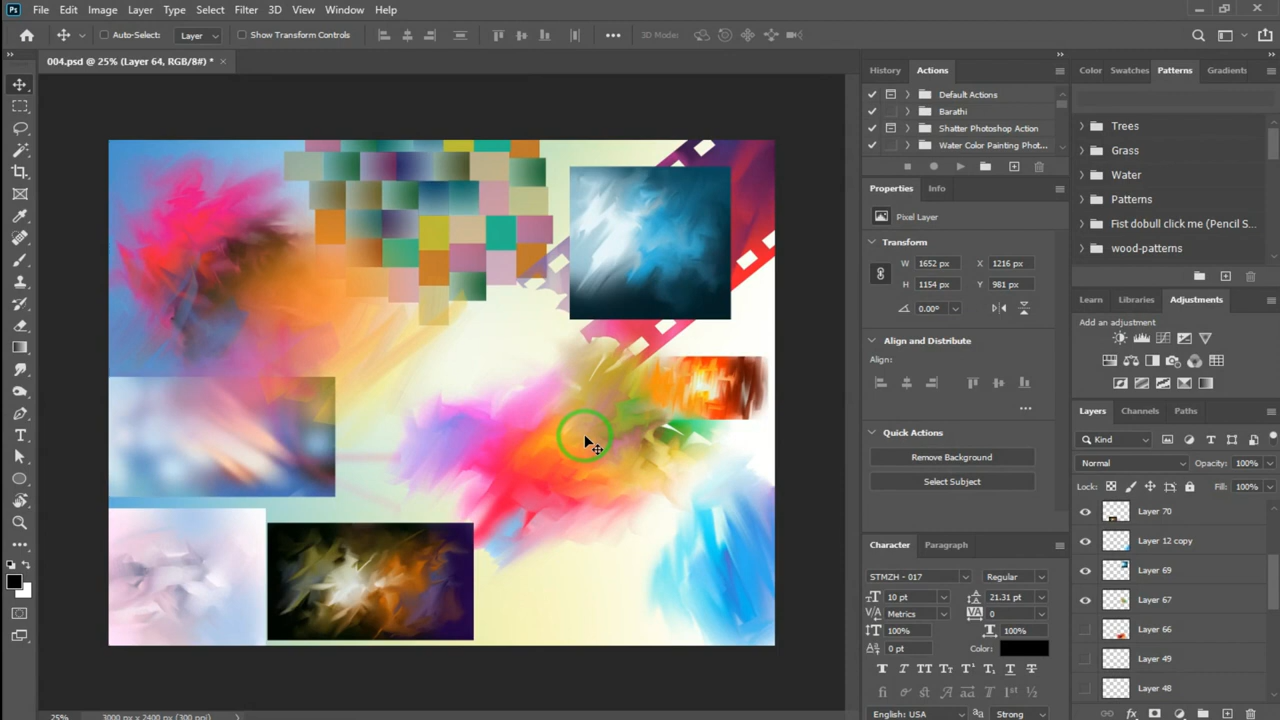 Ps File Edit Image Layer Type Select Filter 3D View Window Help
Auto-Select: Layer Show Transform Controls 3D Mode:
004.psd @ 25% (Layer 64, RGB/8#) *
History Actions
Default Actions
Barathi
Shatter Photoshop Action
Water Color Painting Phot...
Properties Info
Pixel Layer
Transform
W 1652 px X 1216 px
H 1154 px Y 981 px
0.00°
Align and Distribute
Align:
Quick Actions
Remove Background
Select Subject
Character Paragraph
STMZH - 017 Regular
10 pt 21.31 pt
Metrics 0
100% 100%
0 pt Color:
English: USA Strong
Color Swatches Patterns Gradients
Trees
Grass
Water
Patterns
Fist dobull click me (Pencil S...
wood-patterns
Learn Libraries Adjustments
Add an adjustment
Layers Channels Paths
Kind
Normal Opacity: 100%
Lock: Fill: 100%
Layer 70
Layer 12 copy
Layer 69
Layer 67
Layer 66
Layer 49
Layer 48
25% 3000 px x 2400 px (300 ppi)